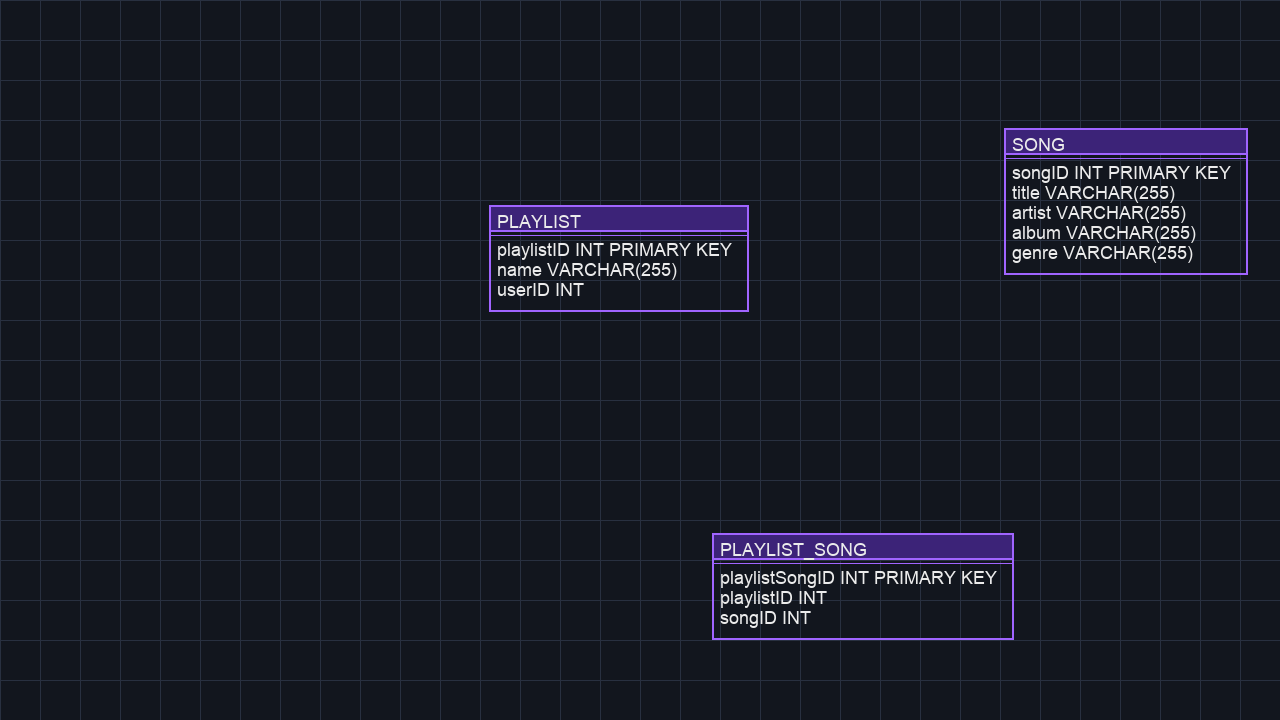 PLAYLIST
playlistID INT PRIMARY KEY
name VARCHAR(255)
userID INT
SONG
songID INT PRIMARY KEY
title VARCHAR(255)
artist VARCHAR(255)
album VARCHAR(255)
genre VARCHAR(255)
PLAYLIST_SONG
playlistSongID INT PRIMARY KEY
playlistID INT
songID INT